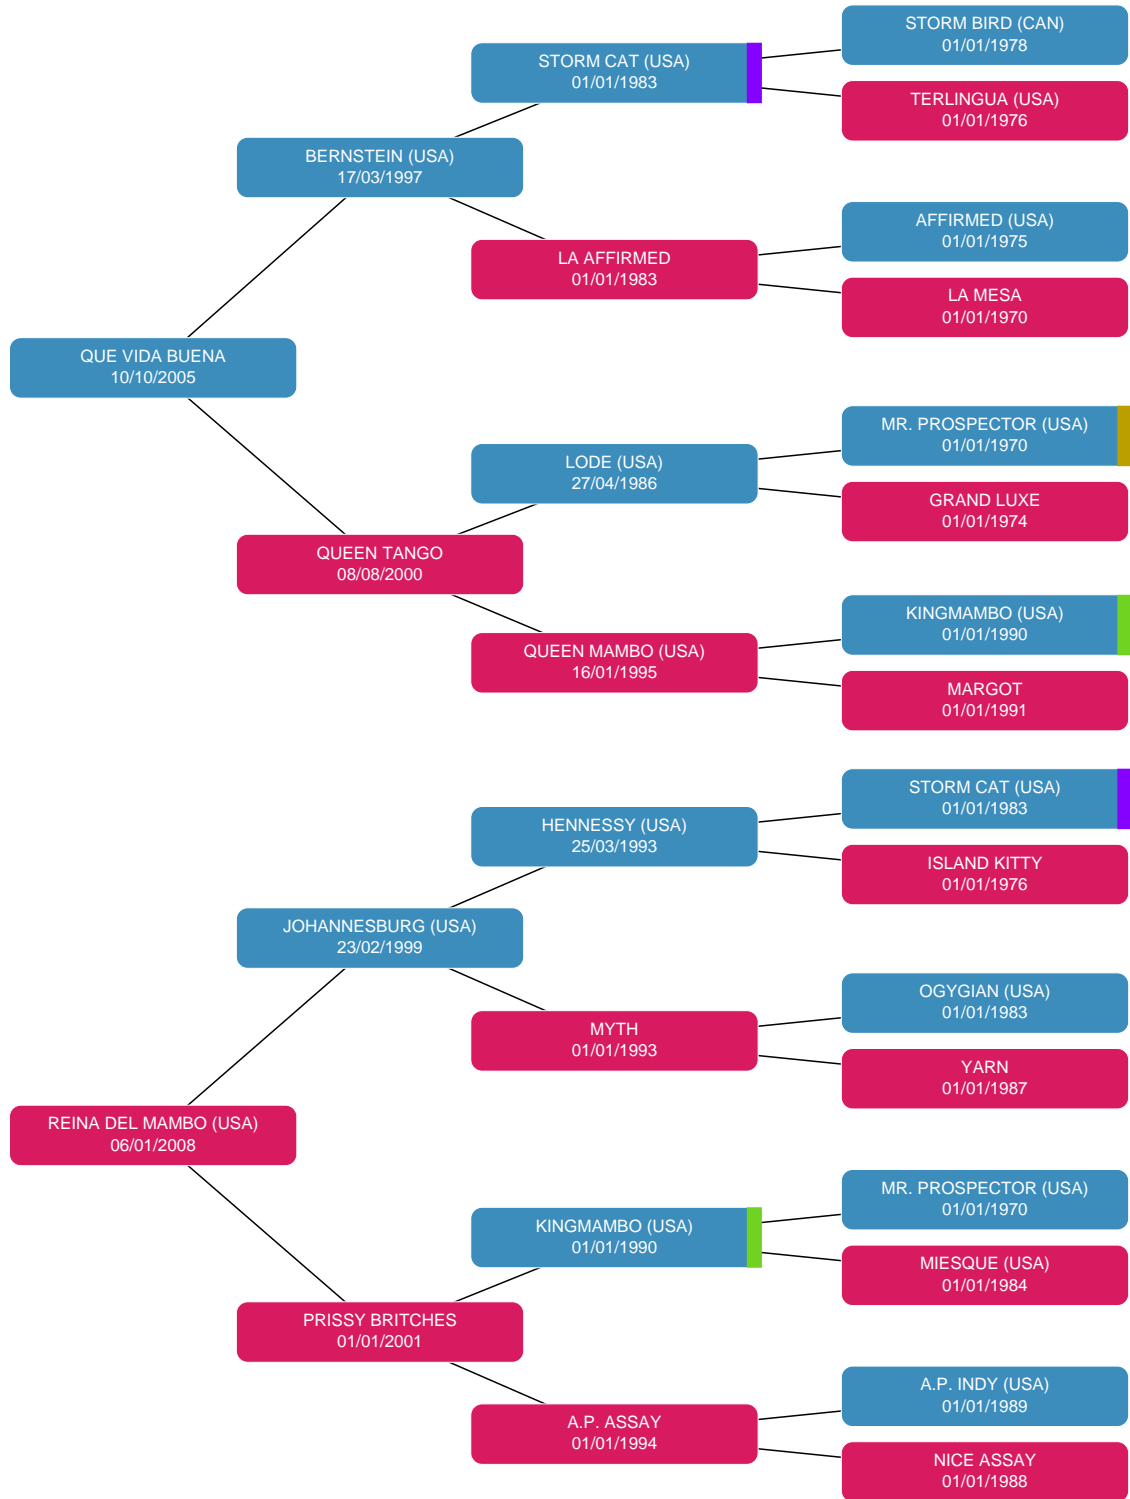 STORM BIRD (CAN)
01/01/1978
STORM CAT (USA)
01/01/1983
TERLINGUA (USA)
01/01/1976
BERNSTEIN (USA)
17/03/1997
AFFIRMED (USA)
01/01/1975
LA AFFIRMED
01/01/1983
LA MESA
01/01/1970
QUE VIDA BUENA
10/10/2005
MR. PROSPECTOR (USA)
01/01/1970
LODE (USA)
27/04/1986
GRAND LUXE
01/01/1974
QUEEN TANGO
08/08/2000
KINGMAMBO (USA)
01/01/1990
QUEEN MAMBO (USA)
16/01/1995
MARGOT
01/01/1991
STORM CAT (USA)
01/01/1983
HENNESSY (USA)
25/03/1993
ISLAND KITTY
01/01/1976
JOHANNESBURG (USA)
23/02/1999
OGYGIAN (USA)
01/01/1983
MYTH
01/01/1993
YARN
01/01/1987
REINA DEL MAMBO (USA)
06/01/2008
MR. PROSPECTOR (USA)
01/01/1970
KINGMAMBO (USA)
01/01/1990
MIESQUE (USA)
01/01/1984
PRISSY BRITCHES
01/01/2001
A.P. INDY (USA)
01/01/1989
A.P. ASSAY
01/01/1994
NICE ASSAY
01/01/1988